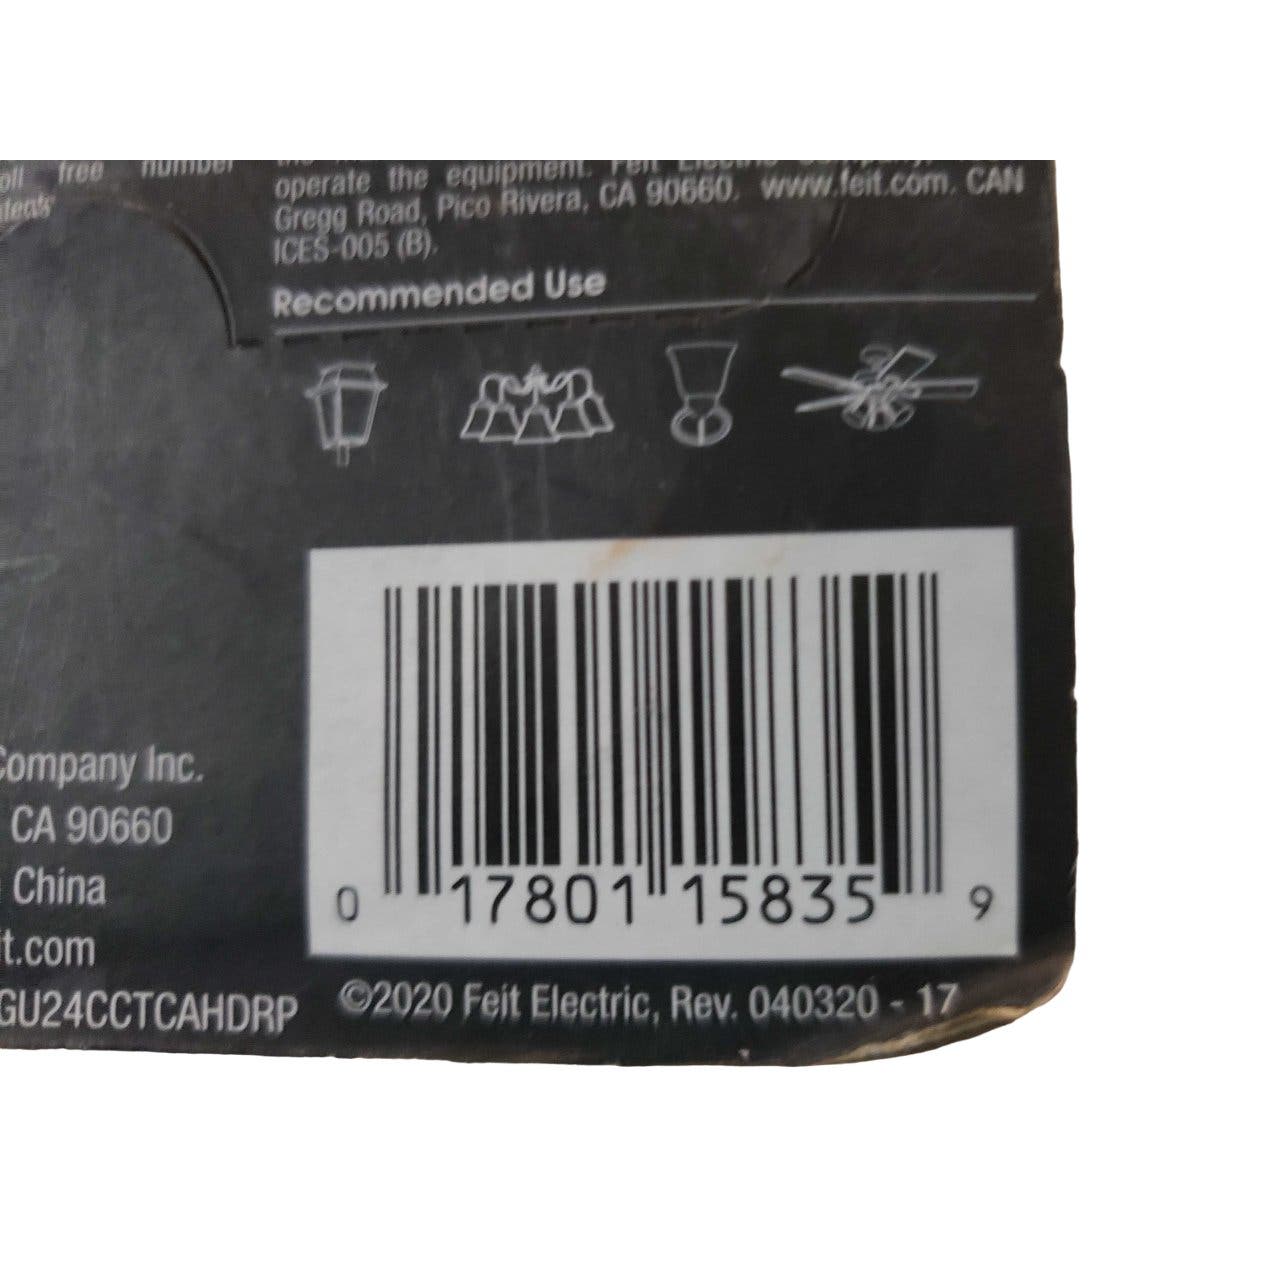 free number
operate the equipment. Feit Electric Company,
Gregg Road, Pico Rivera, CA 90660. www.feit.com. CAN
ICES-005 (B).
Recommended Use
Company Inc.
CA 90660
China
it.com
GU24CCTCAHDRP
0 17801 15835 9
©2020 Feit Electric, Rev. 040320 - 17